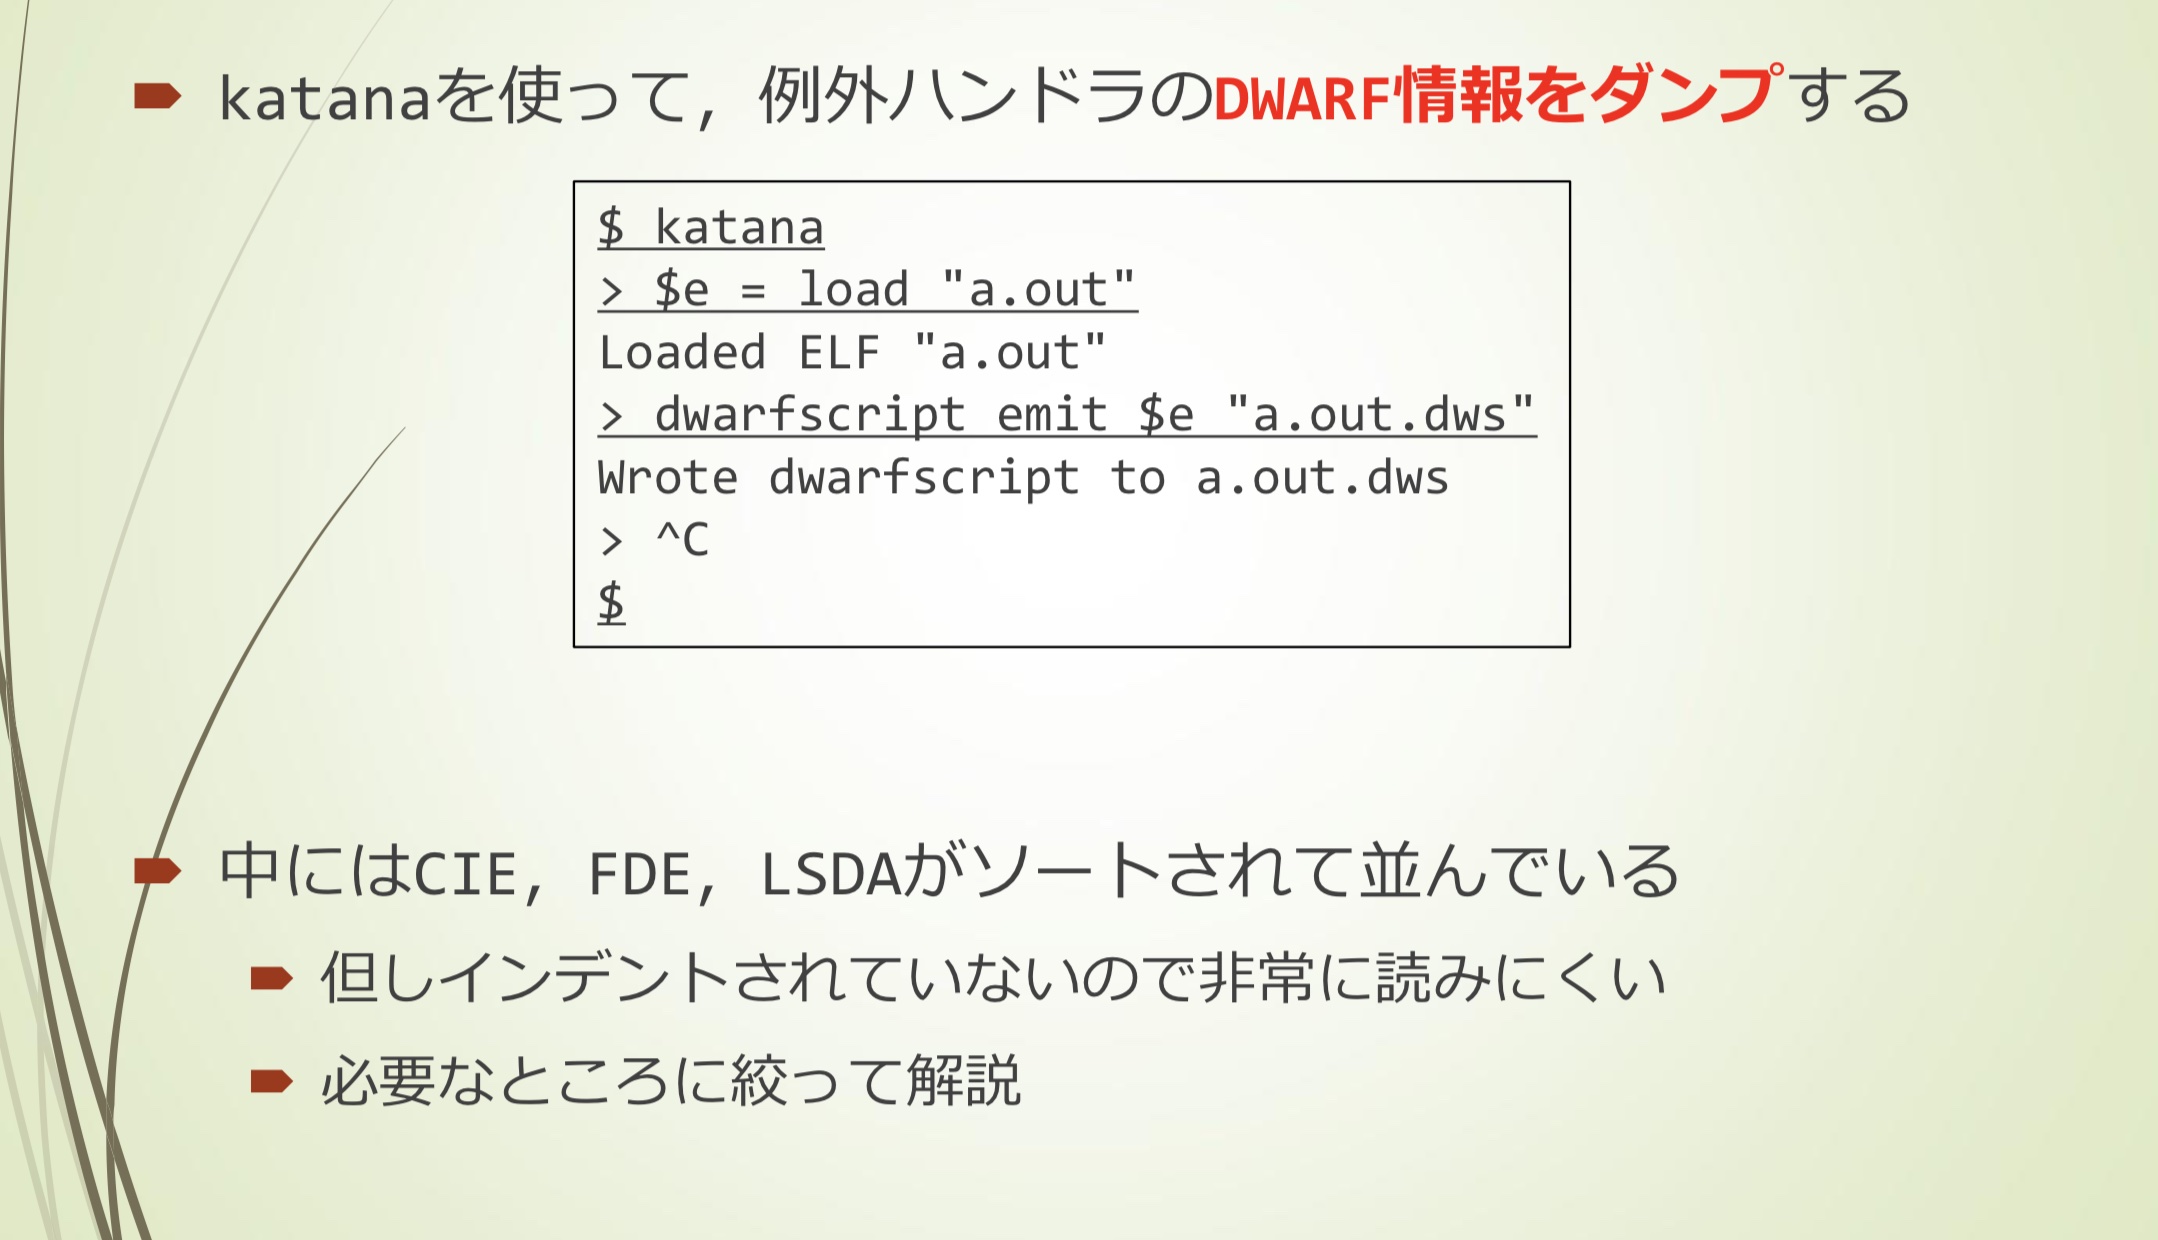 katanaを使って，例外ハンドラのDWARF情報をダンプする
$ katana
> $e = load "a.out"
Loaded ELF "a.out"
> dwarfscript emit $e "a.out.dws"
Wrote dwarfscript to a.out.dws
> ^C
$
中にはCIE, FDE, LSDAがソートされて並んでいる
但しインデントされていないので非常に読みにくい
必要なところに絞って解説